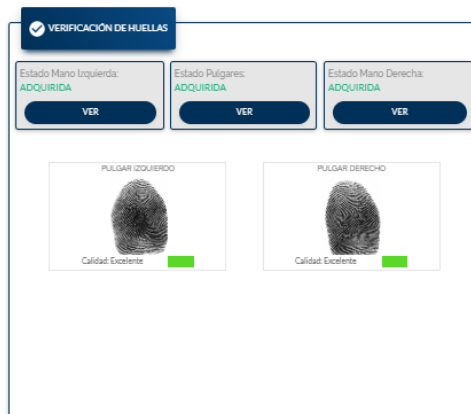 VERIFICACIÓN DE HUELLAS
Estado Mano Izquierda:
ADQUIRIDA
VER
Estado Pulgares:
ADQUIRIDA
VER
Estado Mano Derecha:
ADQUIRIDA
VER
PULGAR IZQUIERDO
Calidad: Excelente
PULGAR DERECHO
Calidad: Excelente